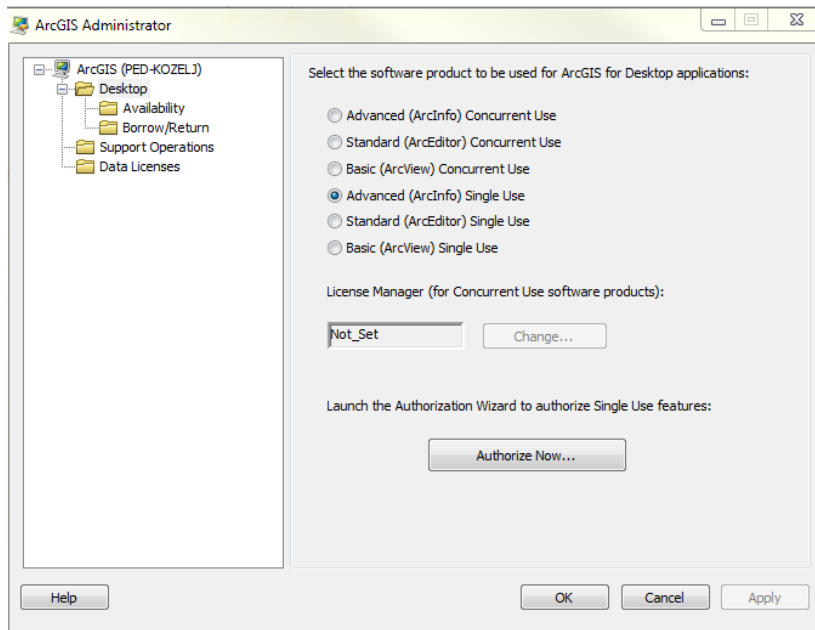 ArcGIS Administrator
ArcGIS (PED-KOZELJ)
Desktop
Availability
Borrow/Return
Support Operations
Data Licenses
Select the software product to be used for ArcGIS for Desktop applications:
Advanced (ArcInfo) Concurrent Use
Standard (ArcEditor) Concurrent Use
Basic (ArcView) Concurrent Use
Advanced (ArcInfo) Single Use
Standard (ArcEditor) Single Use
Basic (ArcView) Single Use
License Manager (for Concurrent Use software products):
Not_Set
Change...
Launch the Authorization Wizard to authorize Single Use features:
Authorize Now...
Help
OK
Cancel
Apply